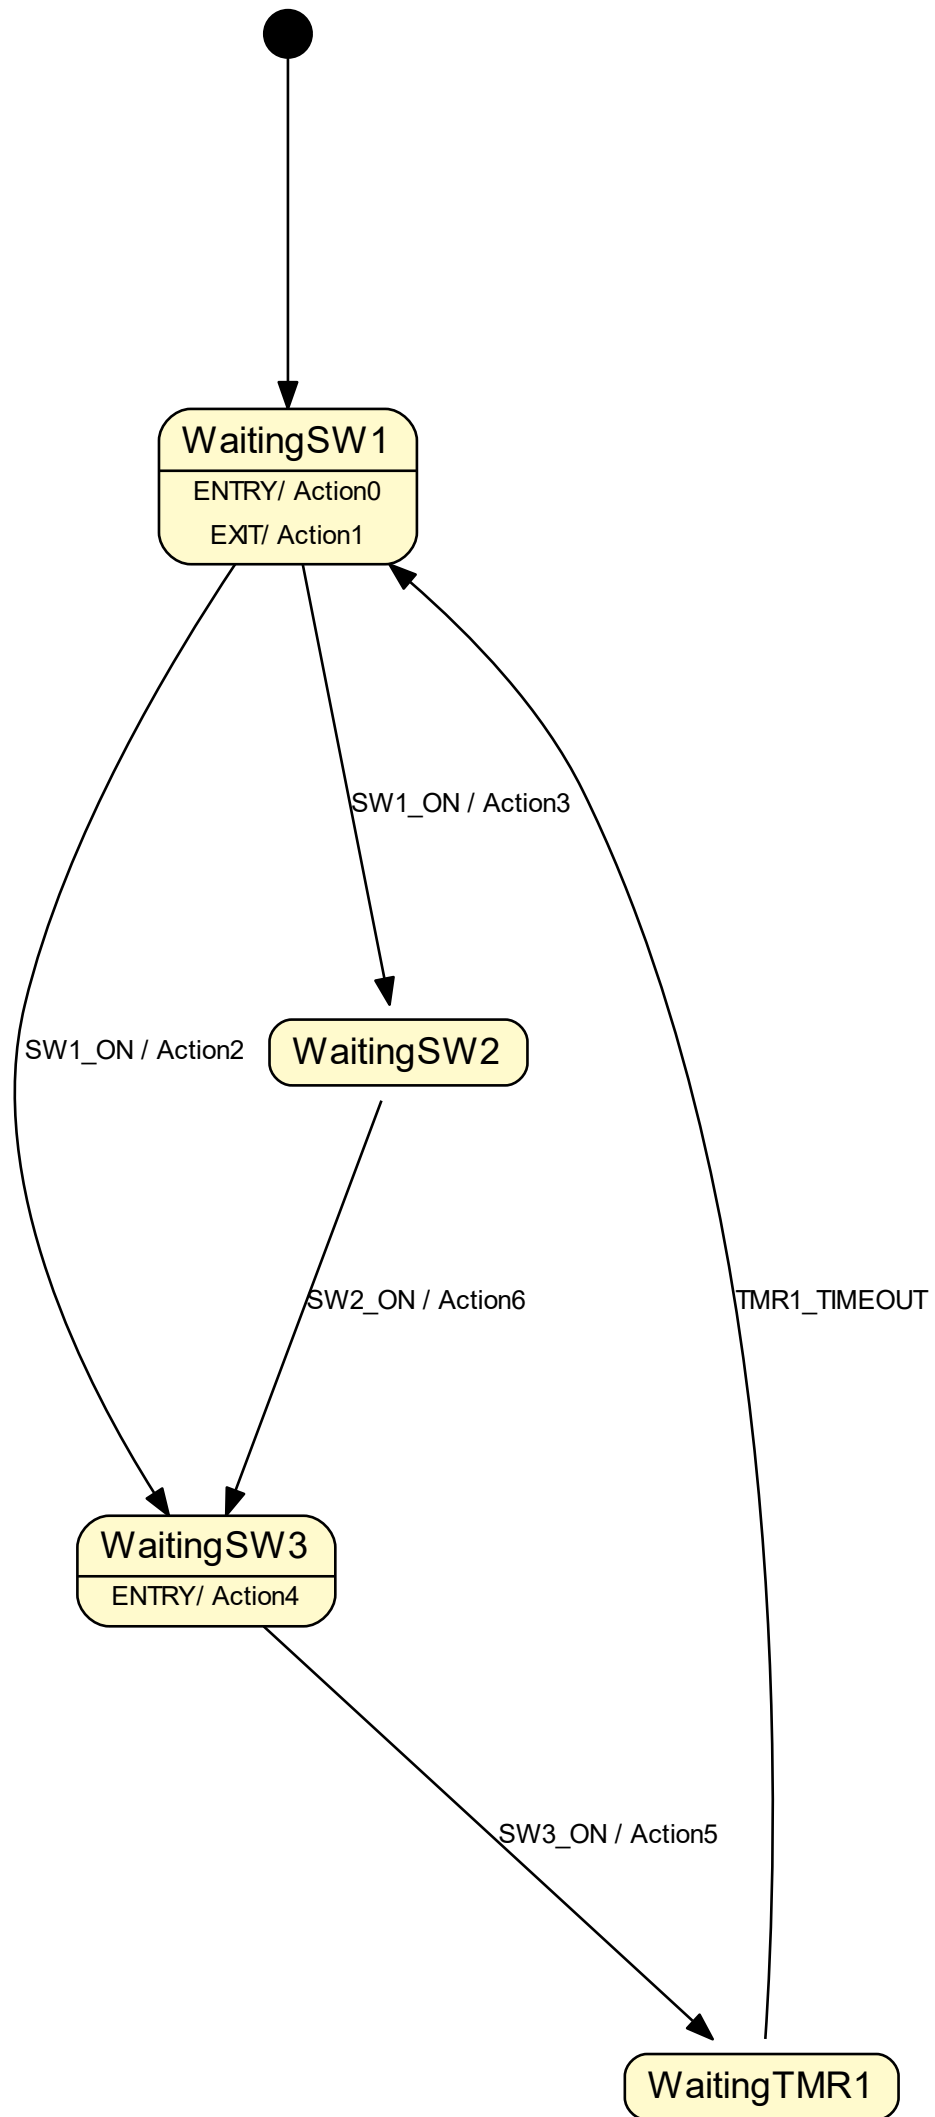 WaitingSW1
ENTRY/ Action0
EXIT/ Action1
SW1_ON / Action3
SW1_ON / Action2
WaitingSW2
SW2_ON / Action6
TMR1_TIMEOUT
WaitingSW3
ENTRY/ Action4
SW3_ON / Action5
WaitingTMR1